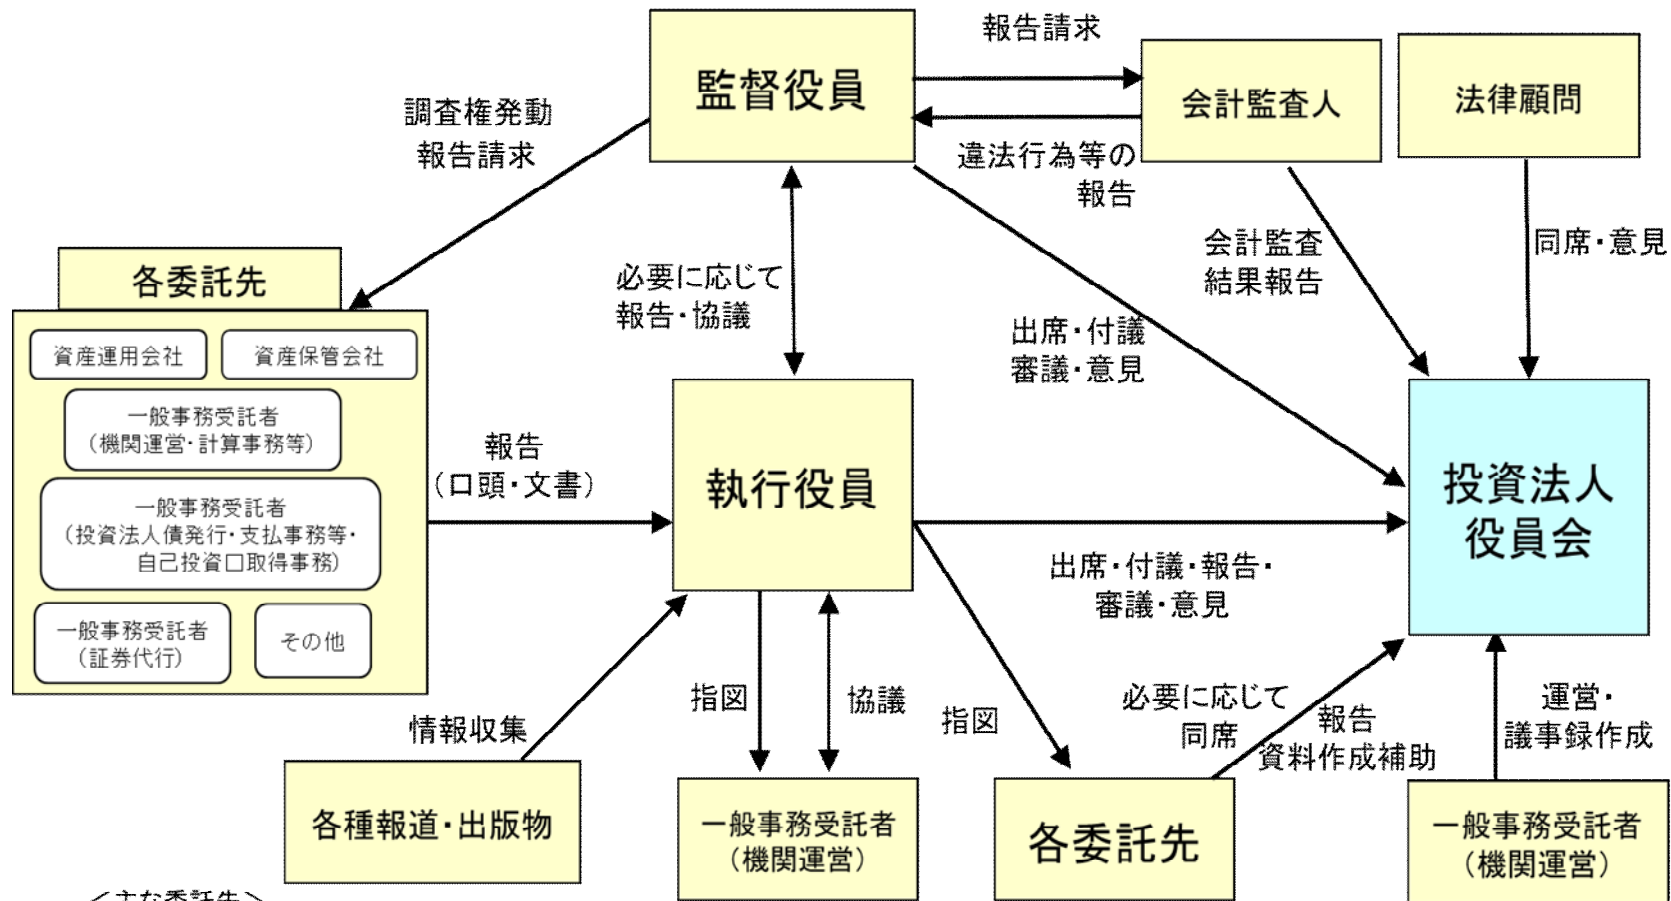 監督役員
報告請求
会計監査人
法律顧問
調査権発動
報告請求
違法行為等の
報告
会計監査
結果報告
同席・意見
必要に応じて
報告・協議
出席・付議
審議・意見
各委託先
資産運用会社
資産保管会社
一般事務受託者
(機関運営・計算事務等)
一般事務受託者
(投資法人債発行・支払事務等・
自己投資口取得事務)
一般事務受託者
(証券代行)
その他
報告
(口頭・文書)
執行役員
投資法人
役員会
出席・付議・報告・
審議・意見
情報収集
指図
協議
指図
必要に応じて
同席
報告
資料作成補助
運営・
議事録作成
各種報道・出版物
一般事務受託者
(機関運営)
各委託先
一般事務受託者
(機関運営)
<主な委託先>